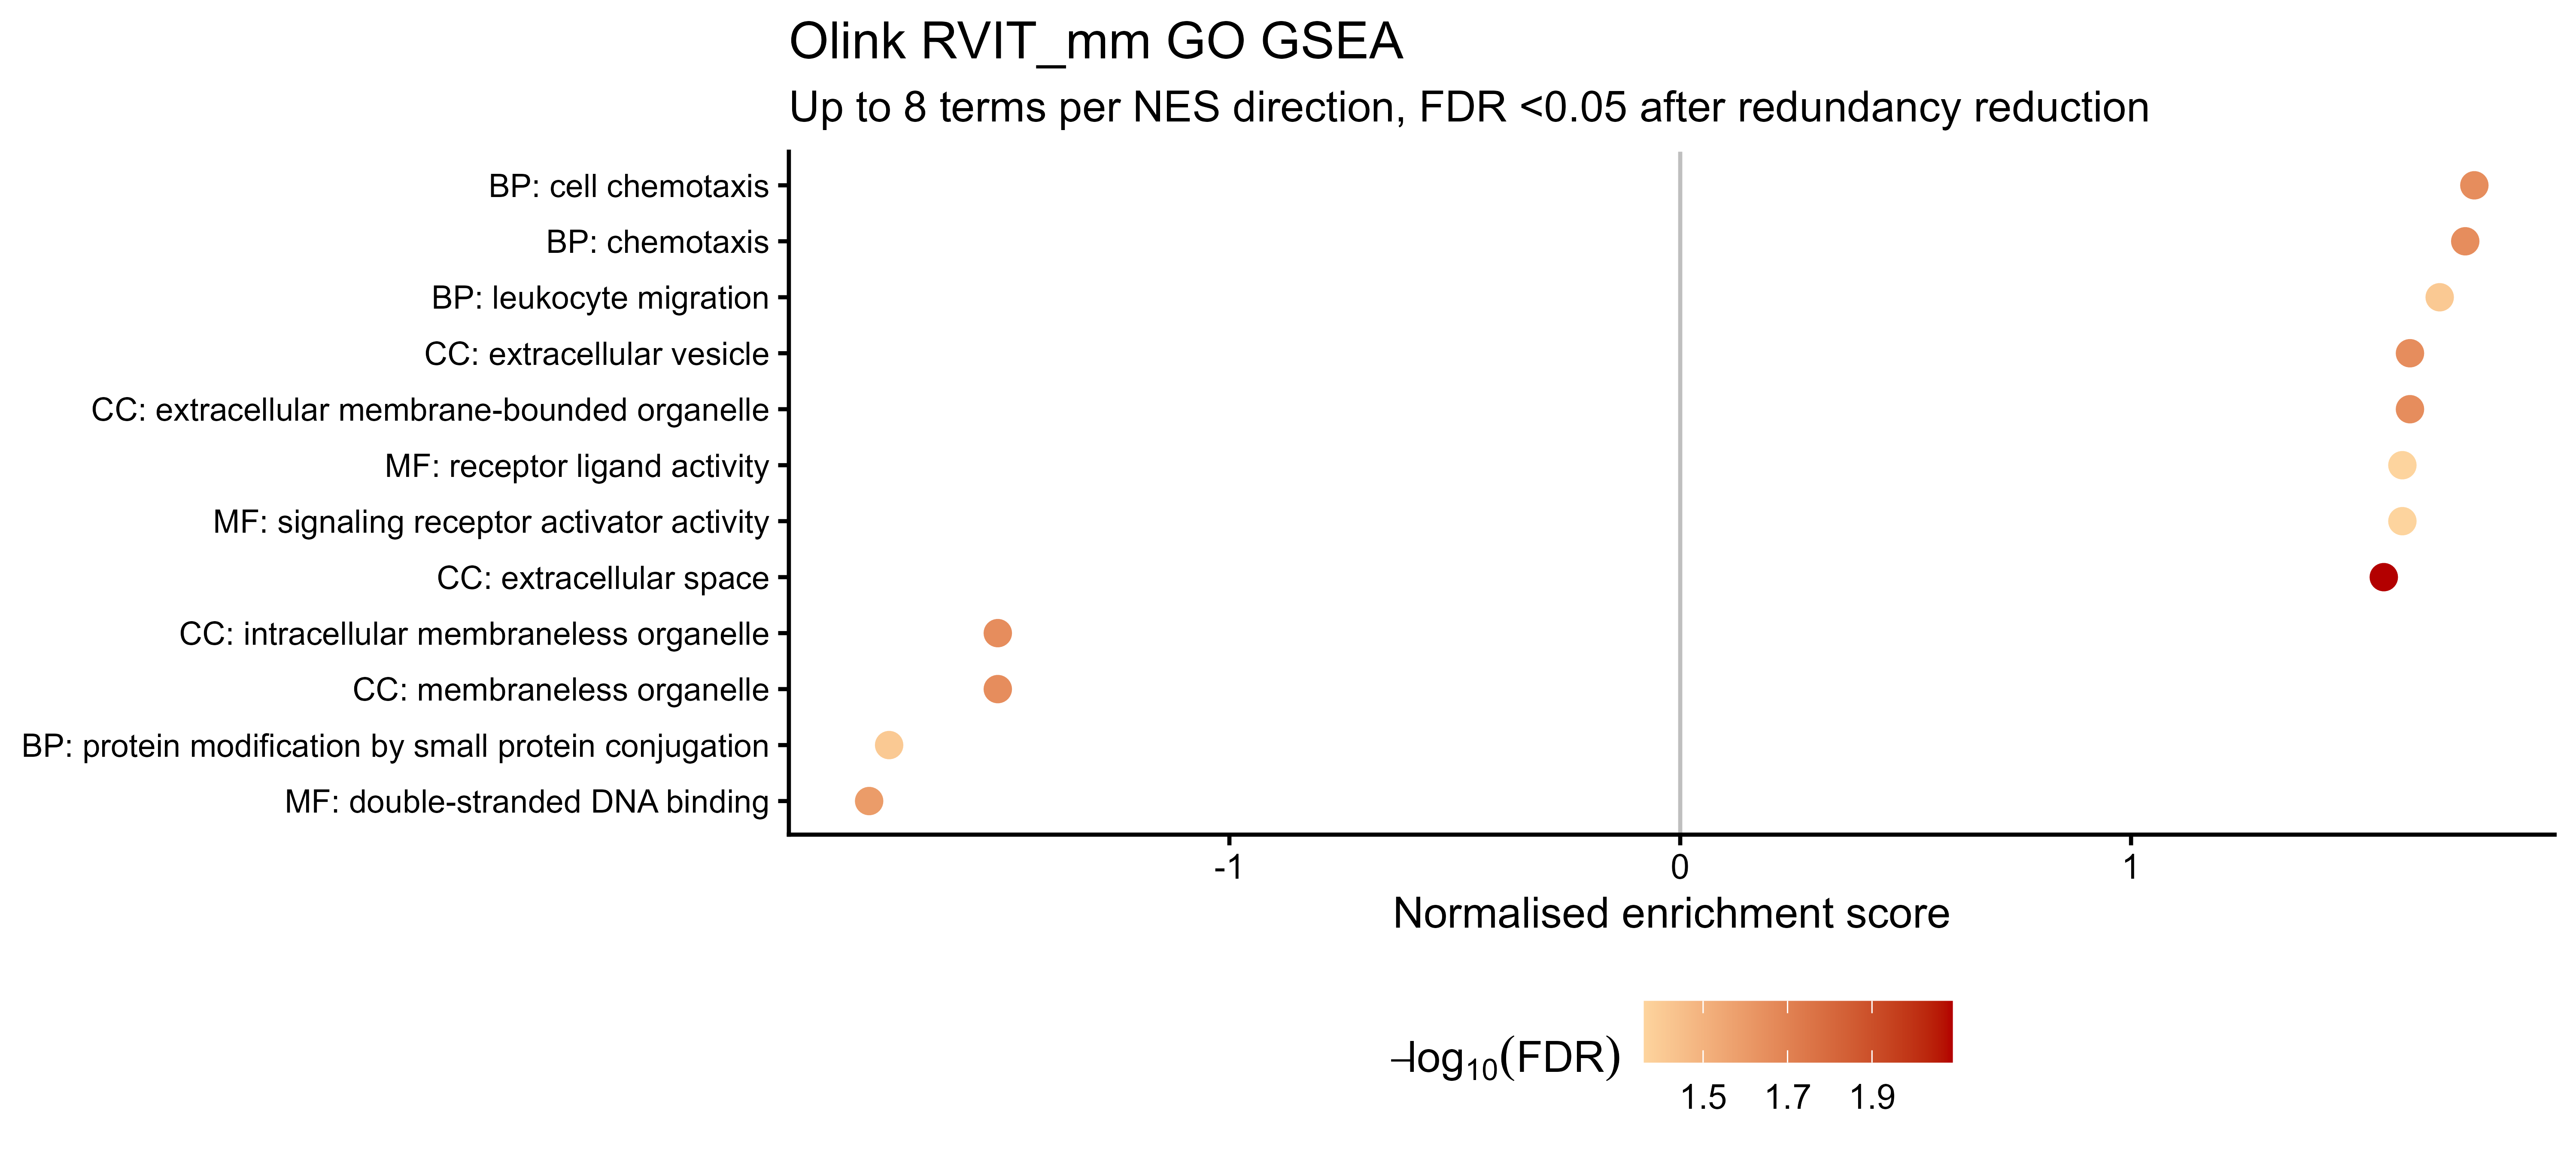 Olink RVIT_mm GO GSEA
Up to 8 terms per NES direction, FDR <0.05 after redundancy reduction
BP: cell chemotaxis
BP: chemotaxis
BP: leukocyte migration
CC: extracellular vesicle
CC: extracellular membrane-bounded organelle
MF: receptor ligand activity
MF: signaling receptor activator activity
CC: extracellular space
CC: intracellular membraneless organelle
CC: membraneless organelle
BP: protein modification by small protein conjugation
MF: double-stranded DNA binding
-1 0 1
Normalised enrichment score
–log₁₀(FDR)
1.5 1.7 1.9